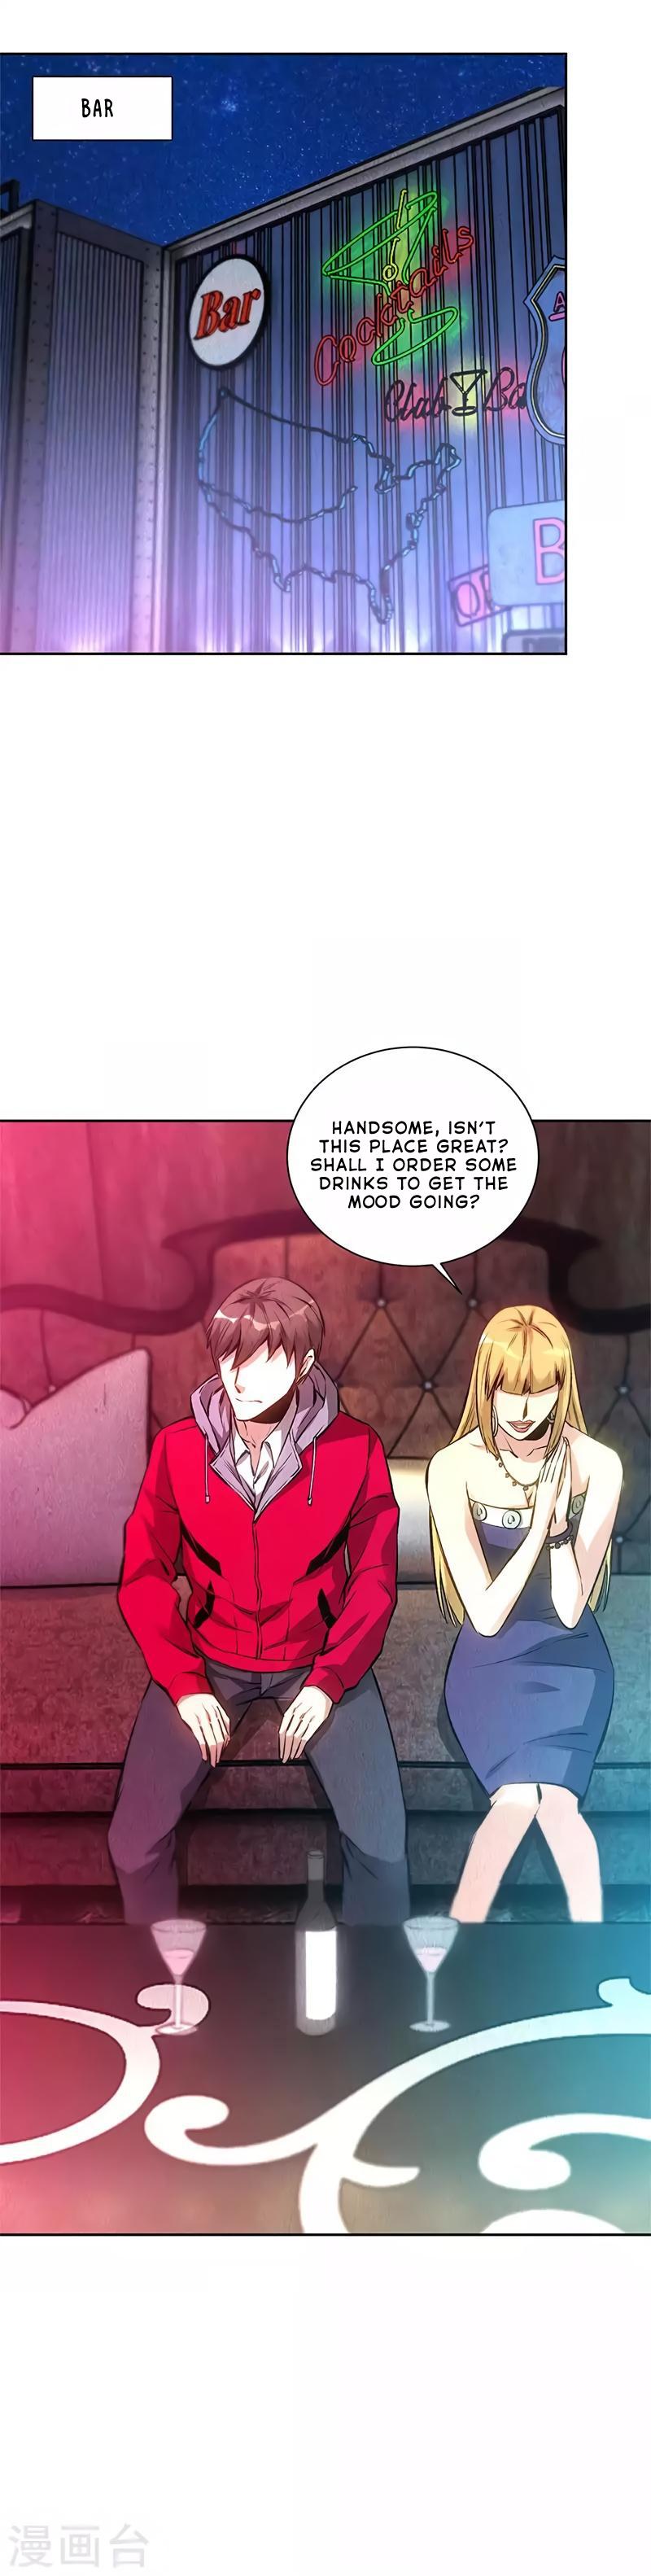 BAR
Bar
Cocktails
Club Ba
A
B
HANDSOME, ISN'T
THIS PLACE GREAT?
SHALL I ORDER SOME
DRINKS TO GET THE
MOOD GOING?
漫画台